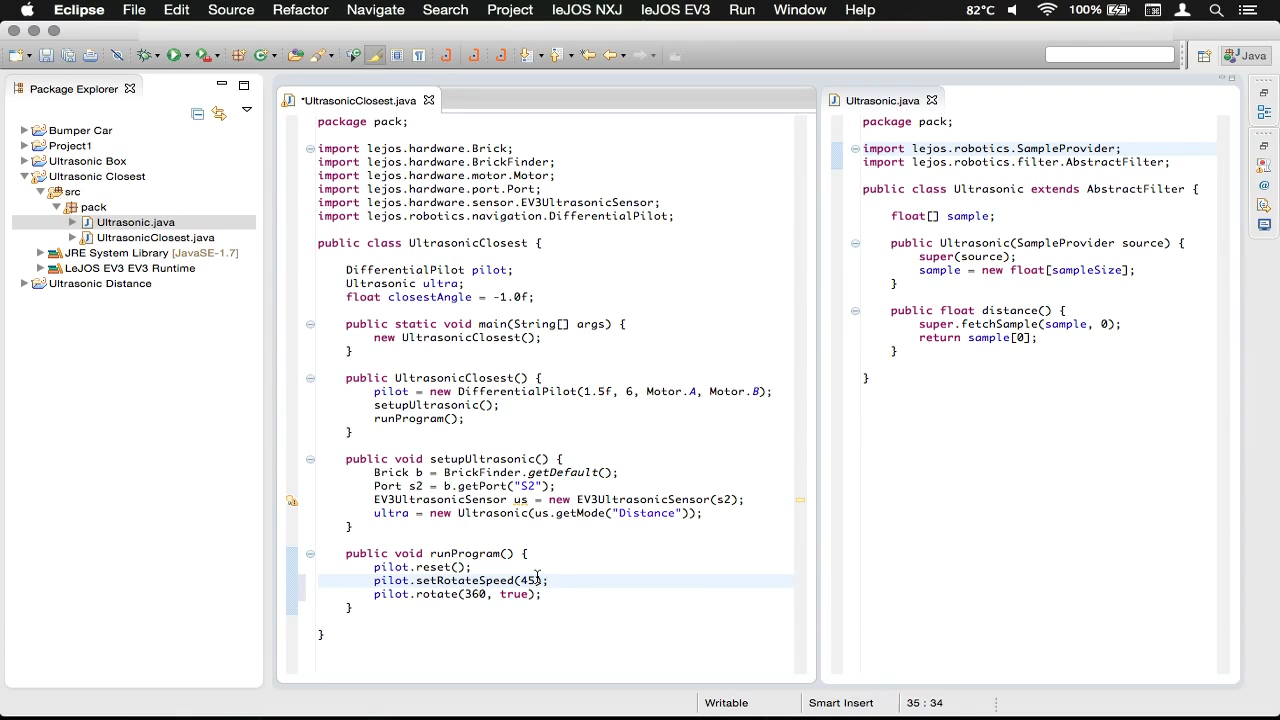 Eclipse File Edit Source Refactor Navigate Search Project leJOS NXJ leJOS EV3 Run Window Help 82°C 100%
Java
Package Explorer
Bumper Car
Project1
Ultrasonic Box
Ultrasonic Closest
src
pack
Ultrasonic.java
UltrasonicClosest.java
JRE System Library [JavaSE-1.7]
LeJOS EV3 EV3 Runtime
Ultrasonic Distance
*UltrasonicClosest.java
package pack;
import lejos.hardware.Brick;
import lejos.hardware.BrickFinder;
import lejos.hardware.motor.Motor;
import lejos.hardware.port.Port;
import lejos.hardware.sensor.EV3UltrasonicSensor;
import lejos.robotics.navigation.DifferentialPilot;
public class UltrasonicClosest {
DifferentialPilot pilot;
Ultrasonic ultra;
float closestAngle = -1.0f;
public static void main(String[] args) {
new UltrasonicClosest();
}
public UltrasonicClosest() {
pilot = new DifferentialPilot(1.5f, 6, Motor.A, Motor.B);
setupUltrasonic();
runProgram();
}
public void setupUltrasonic() {
Brick b = BrickFinder.getDefault();
Port s2 = b.getPort("S2");
EV3UltrasonicSensor us = new EV3UltrasonicSensor(s2);
ultra = new Ultrasonic(us.getMode("Distance"));
}
public void runProgram() {
pilot.reset();
pilot.setRotateSpeed(45);
pilot.rotate(360, true);
}
}
Ultrasonic.java
package pack;
import lejos.robotics.SampleProvider;
import lejos.robotics.filter.AbstractFilter;
public class Ultrasonic extends AbstractFilter {
float[] sample;
public Ultrasonic(SampleProvider source) {
super(source);
sample = new float[sampleSize];
}
public float distance() {
super.fetchSample(sample, 0);
return sample[0];
}
}
Writable Smart Insert 35 : 34